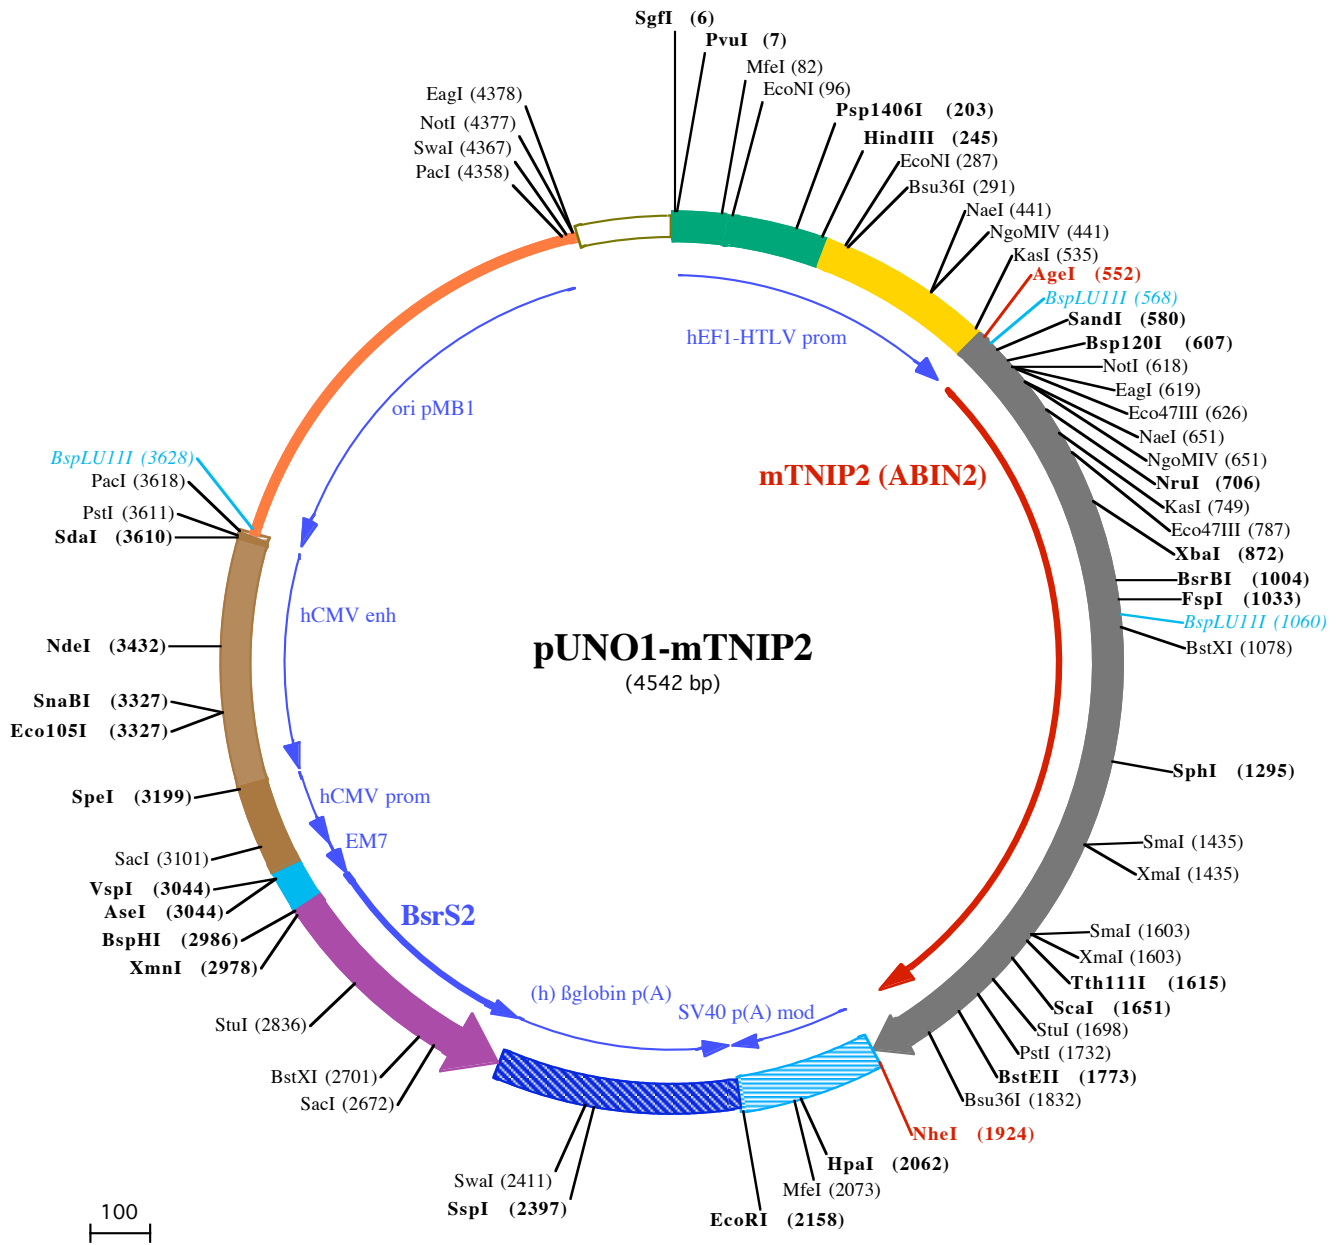 SgfI (6)
PvuI (7)
MfeI (82)
EcoNI (96)
Psp1406I (203)
HindIII (245)
EcoNI (287)
Bsu36I (291)
NaeI (441)
NgoMIV (441)
KasI (535)
AgeI (552)
BspLU11I (568)
SandI (580)
Bsp120I (607)
NotI (618)
EagI (619)
Eco47III (626)
NaeI (651)
NgoMIV (651)
NruI (706)
KasI (749)
Eco47III (787)
XbaI (872)
BsrBI (1004)
FspI (1033)
BspLU11I (1060)
BstXI (1078)
SphI (1295)
SmaI (1435)
XmaI (1435)
SmaI (1603)
XmaI (1603)
Tth111I (1615)
ScaI (1651)
StuI (1698)
PstI (1732)
BstEII (1773)
Bsu36I (1832)
NheI (1924)
HpaI (2062)
MfeI (2073)
EcoRI (2158)
SspI (2397)
SwaI (2411)
SacI (2672)
BstXI (2701)
StuI (2836)
XmnI (2978)
BspHI (2986)
AseI (3044)
VspI (3044)
SacI (3101)
SpeI (3199)
Eco105I (3327)
SnaBI (3327)
NdeI (3432)
SdaI (3610)
PstI (3611)
PacI (3618)
BspLU11I (3628)
PacI (4358)
SwaI (4367)
NotI (4377)
EagI (4378)
hEF1-HTLV prom
mTNIP2 (ABIN2)
ori pMB1
hCMV enh
pUNO1-mTNIP2
(4542 bp)
hCMV prom
EM7
BsrS2
(h) ßglobin p(A)
SV40 p(A) mod
100